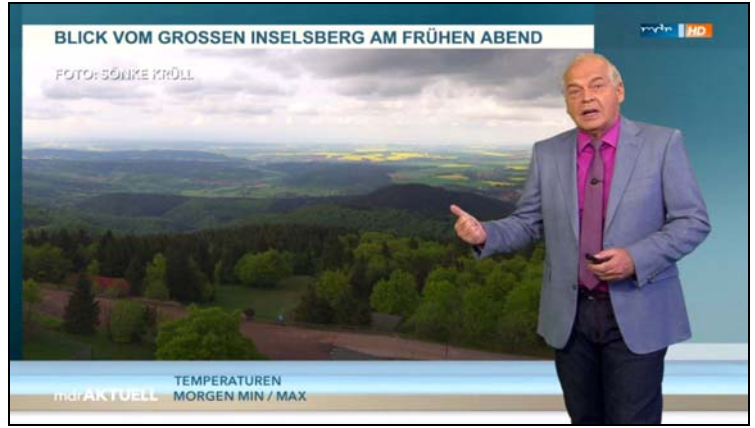 BLICK VOM GROSSEN INSELSBERG AM FRÜHEN ABEND
mdr HD
FOTO: SÖNKE KRÜLL
TEMPERATUREN
mdrAKTUELL MORGEN MIN / MAX